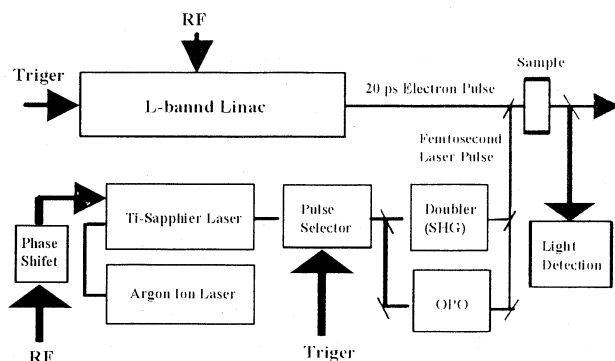 RF
Sample
Triger
L-bannd Linac
20 ps Electron Pulse
Femtosecond
Laser Pulse
Ti-Sapphier Laser
Pulse
Selector
Doubler
(SHG)
Phase
Shifet
Light
Detection
Argon Ion Laser
OPO
RF
Triger